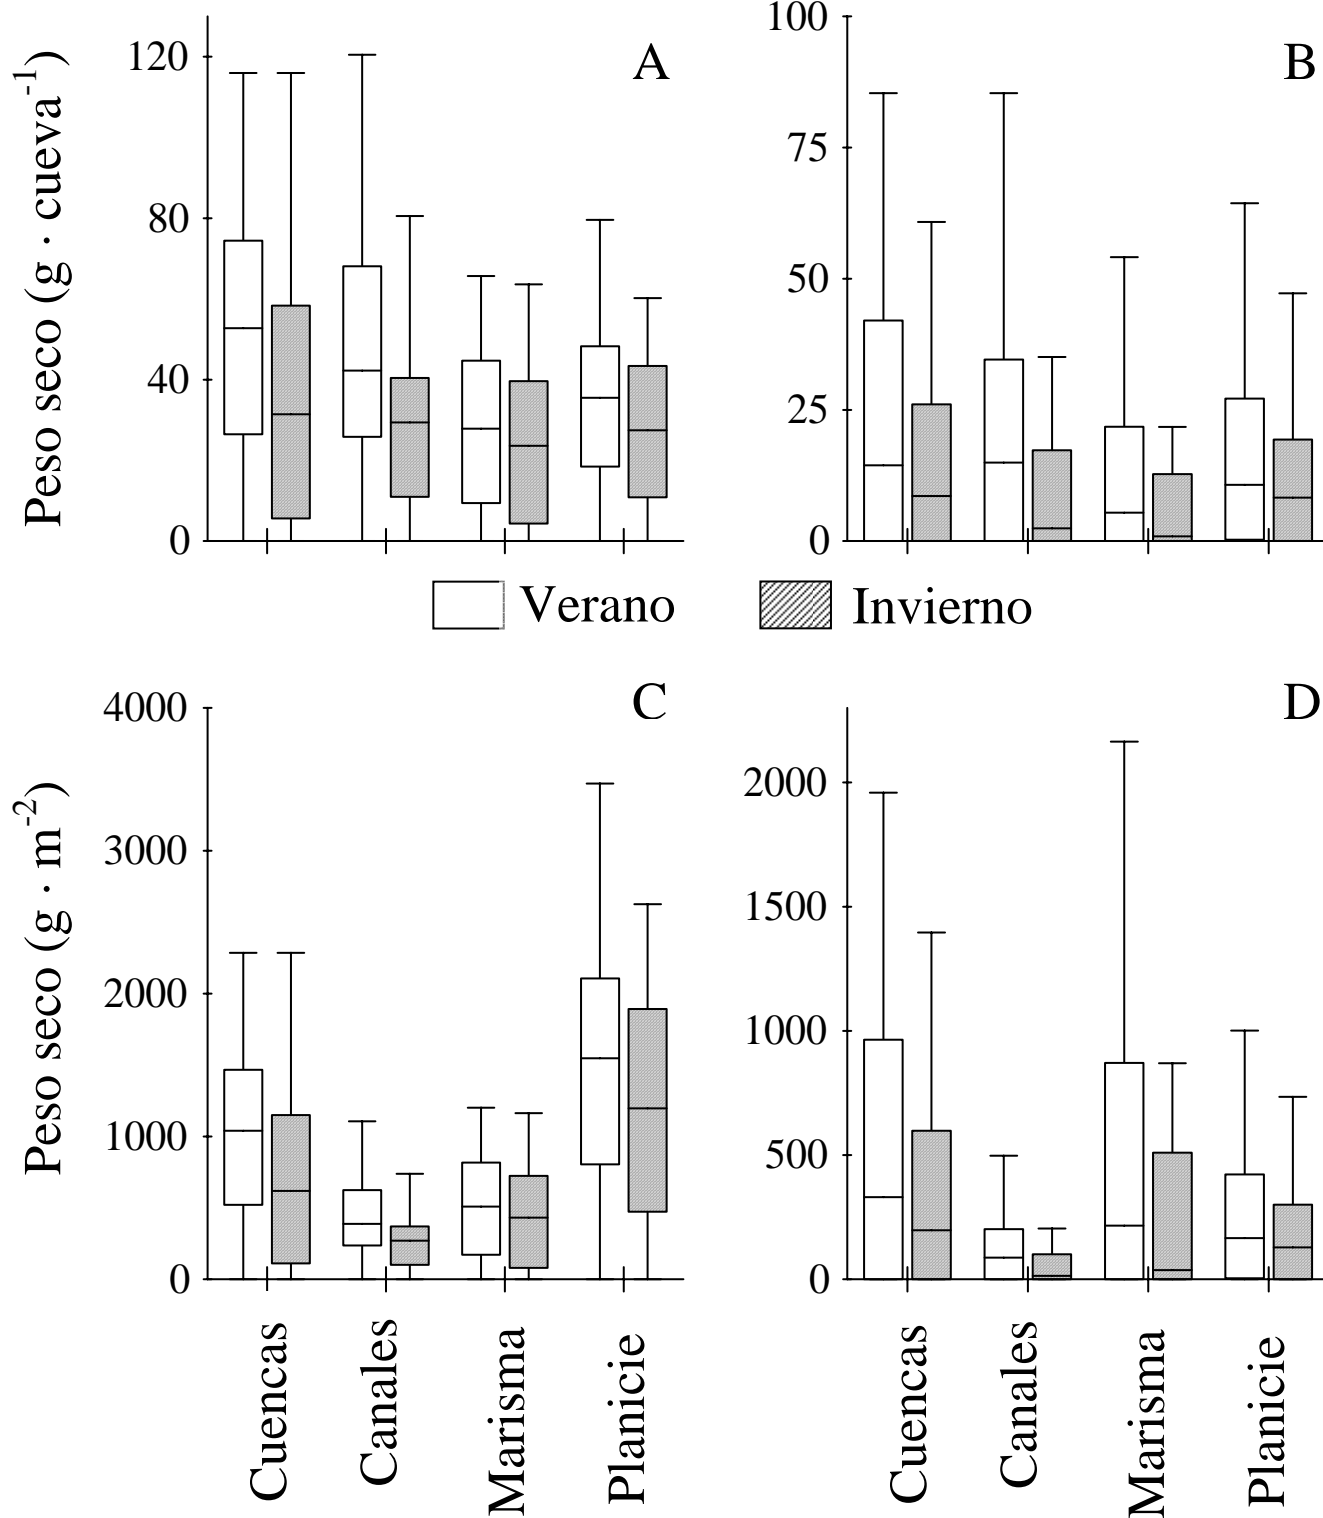 Peso seco (g · cueva⁻¹)
A
120
80
40
0
B
100
75
50
25
0
Verano
Invierno
Peso seco (g · m⁻²)
C
4000
3000
2000
1000
0
D
2000
1500
1000
500
0
Cuencas
Canales
Marisma
Planicie
Cuencas
Canales
Marisma
Planicie